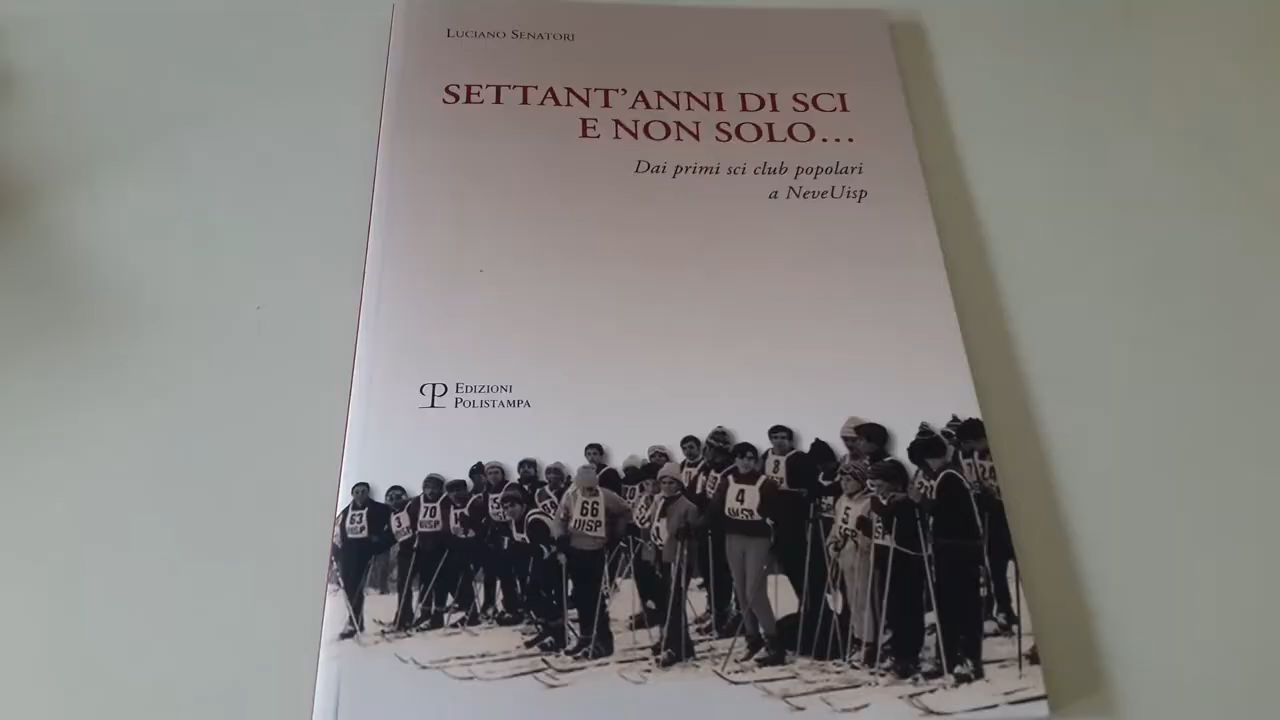 LUCIANO SENATORI
SETTANT'ANNI DI SCI
E NON SOLO...
Dai primi sci club popolari
a NeveUisp
EDIZIONI
POLISTAMPA
63
3
70
UISP
66
UISP
4
UISP
8
5